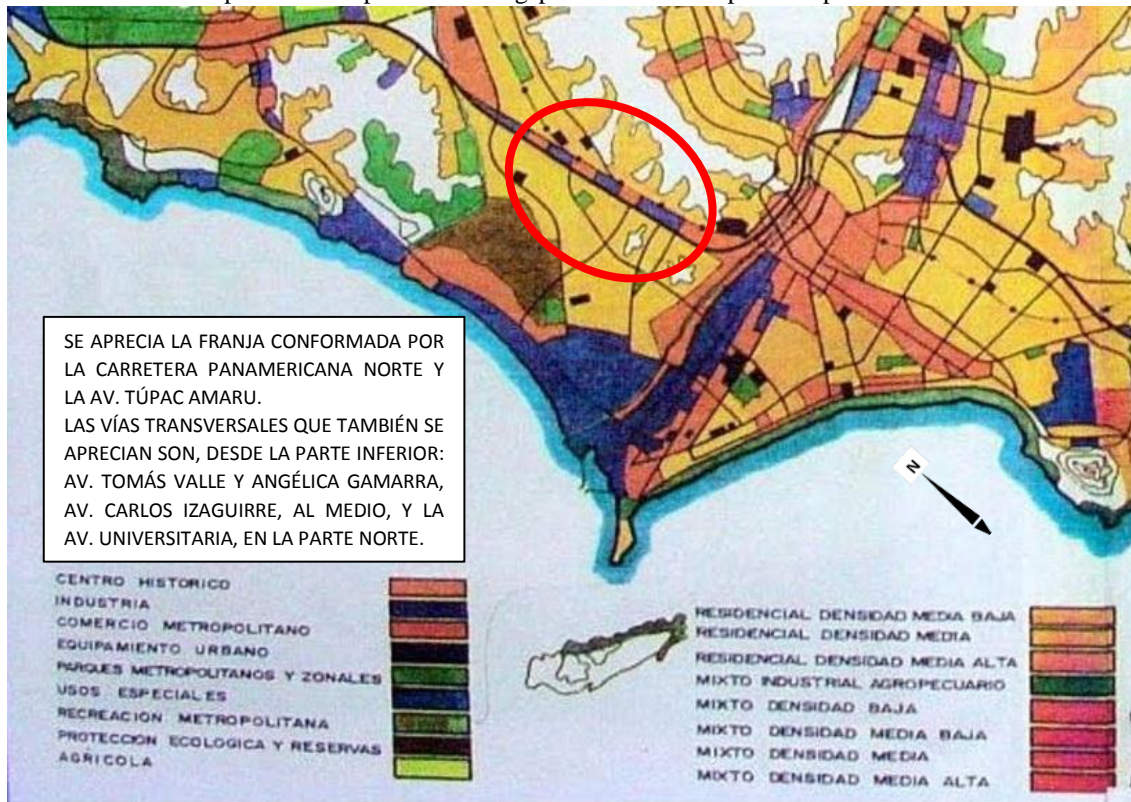 SE APRECIA LA FRANJA CONFORMADA POR
LA CARRETERA PANAMERICANA NORTE Y
LA AV. TÚPAC AMARU.
LAS VÍAS TRANSVERSALES QUE TAMBIÉN SE
APRECIAN SON, DESDE LA PARTE INFERIOR:
AV. TOMÁS VALLE Y ANGÉLICA GAMARRA,
AV. CARLOS IZAGUIRRE, AL MEDIO, Y LA
AV. UNIVERSITARIA, EN LA PARTE NORTE.
N
CENTRO HISTORICO
INDUSTRIA
COMERCIO METROPOLITANO
EQUIPAMIENTO URBANO
PARQUES METROPOLITANOS Y ZONALES
USOS ESPECIALES
RECREACION METROPOLITANA
PROTECCION ECOLOGICA Y RESERVAS
AGRICOLA
RESIDENCIAL DENSIDAD MEDIA BAJA
RESIDENCIAL DENSIDAD MEDIA
RESIDENCIAL DENSIDAD MEDIA ALTA
MIXTO INDUSTRIAL AGROPECUARIO
MIXTO DENSIDAD BAJA
MIXTO DENSIDAD MEDIA BAJA
MIXTO DENSIDAD MEDIA
MIXTO DENSIDAD MEDIA ALTA